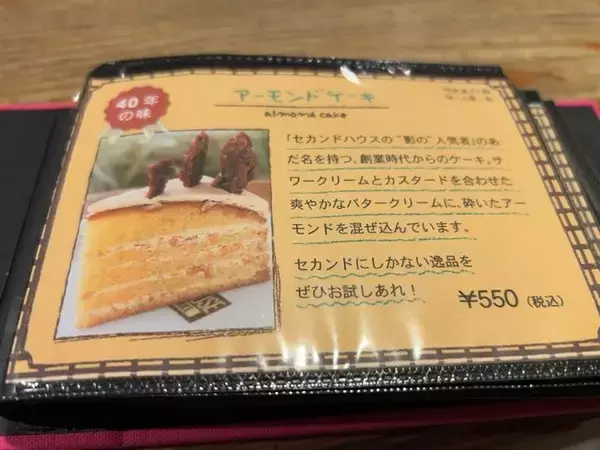 40年
の味
アーモンドケーキ
almond cake
「セカンドハウスの"影の"人気者」のあ
だ名を持つ、創業時代からのケーキ。サ
ワークリームとカスタードを合わせた
爽やかなバタークリームに、砕いたアー
モンドを混ぜ込んでいます。
セカンドにしかない逸品を
ぜひお試しあれ!
¥550(税込)